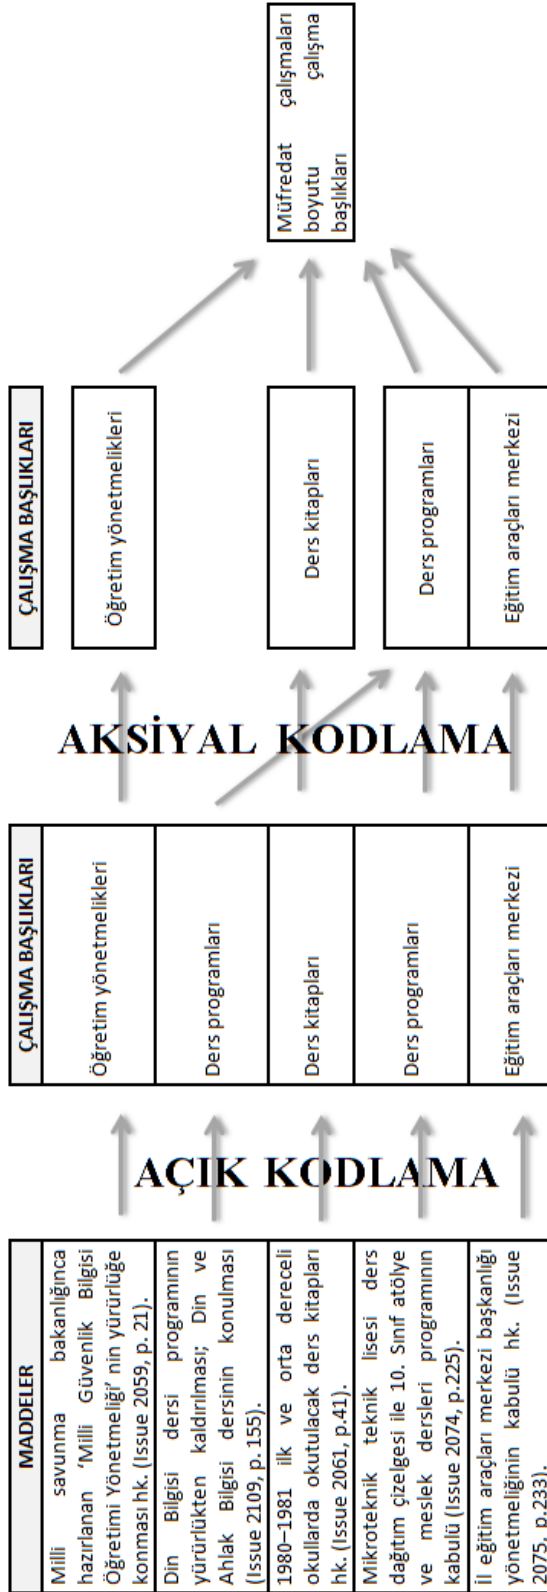 MADDELER
Milli savunma bakanlığınca
hazırlanan ‘Milli Güvenlik Bilgisi
Öğretimi Yönetmeliği’ nin yürürlüğe
konması hk. (Issue 2059, p. 21).
Din Bilgisi dersi programının
yürürlükten kaldırılması; Din ve
Ahlak Bilgisi dersinin konulması
(Issue 2109, p. 155).
1980–1981 ilk ve orta dereceli
okullarda okutulacak ders kitapları
hk. (Issue 2061, p.41).
Mikroteknik teknik lisesi ders
dağıtım çizelgesi ile 10. Sınıf atölye
ve meslek dersleri programının
kabulü (Issue 2074, p.225).
İl eğitim araçları merkezi başkanlığı
yönetmeliğinin kabulü hk. (Issue
2075, p.233).
AÇIK KODLAMA
ÇALIŞMA BAŞLIKLARI
Öğretim yönetmelikleri
Ders programları
Ders kitapları
Ders programları
Eğitim araçları merkezi
AKSİYAL KODLAMA
ÇALIŞMA BAŞLIKLARI
Öğretim yönetmelikleri
Ders kitapları
Ders programları
Eğitim araçları merkezi
Müfredat çalışmaları
boyutu çalışma
başlıkları